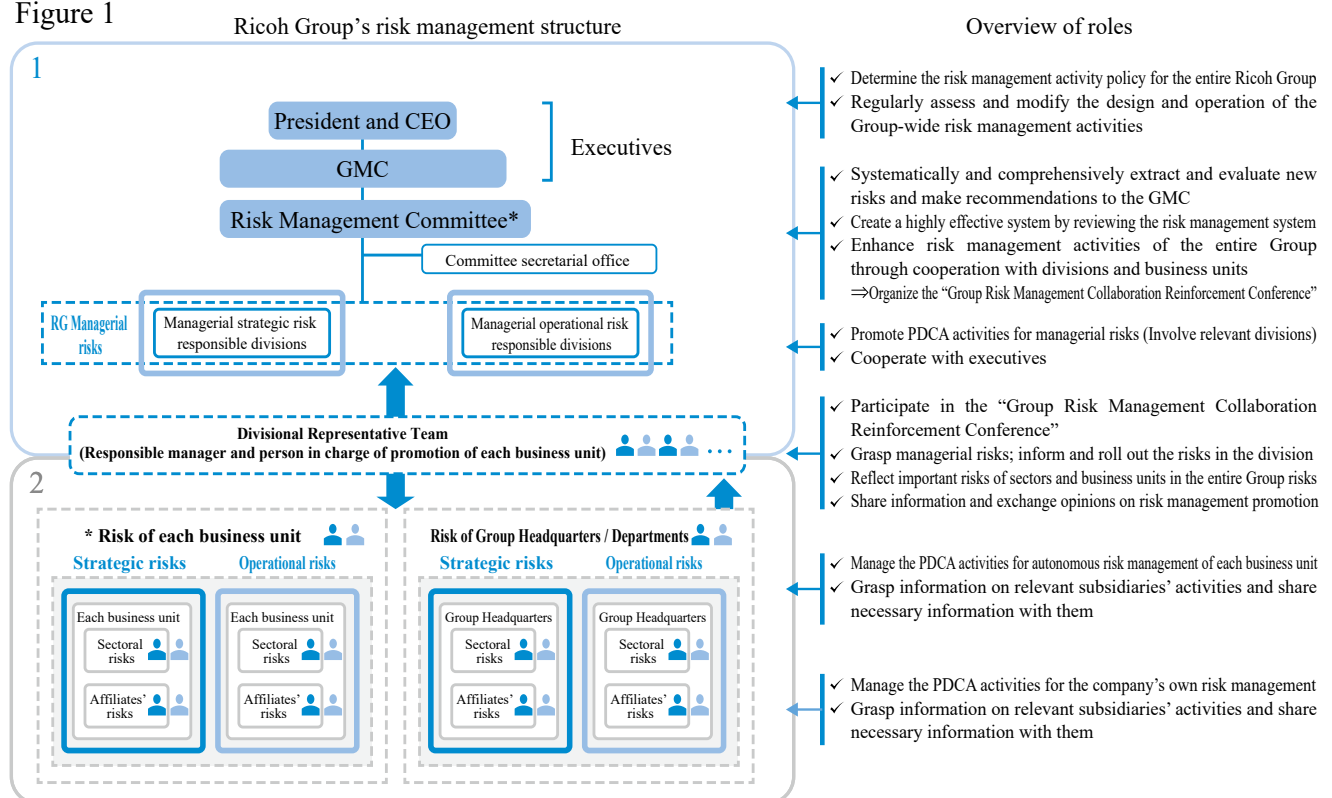 Figure 1
Ricoh Group's risk management structure
Overview of roles
1
President and CEO
GMC
Executives
Risk Management Committee*
Committee secretarial office
RG Managerial
risks
Managerial strategic risk
responsible divisions
Managerial operational risk
responsible divisions
Divisional Representative Team
(Responsible manager and person in charge of promotion of each business unit)
...
2
* Risk of each business unit
Strategic risks
Operational risks
Each business unit
Sectoral
risks
Affiliates'
risks
Each business unit
Sectoral
risks
Affiliates'
risks
Risk of Group Headquarters / Departments
Strategic risks
Operational risks
Group Headquarters
Sectoral
risks
Affiliates'
risks
Group Headquarters
Sectoral
risks
Affiliates'
risks
✓ Determine the risk management activity policy for the entire Ricoh Group
✓ Regularly assess and modify the design and operation of the
Group-wide risk management activities
✓ Systematically and comprehensively extract and evaluate new
risks and make recommendations to the GMC
✓ Create a highly effective system by reviewing the risk management system
✓ Enhance risk management activities of the entire Group
through cooperation with divisions and business units
⇒Organize the "Group Risk Management Collaboration Reinforcement Conference"
✓ Promote PDCA activities for managerial risks (Involve relevant divisions)
✓ Cooperate with executives
✓ Participate in the "Group Risk Management Collaboration
Reinforcement Conference"
✓ Grasp managerial risks; inform and roll out the risks in the division
✓ Reflect important risks of sectors and business units in the entire Group risks
✓ Share information and exchange opinions on risk management promotion
✓ Manage the PDCA activities for autonomous risk management of each business unit
✓ Grasp information on relevant subsidiaries' activities and share
necessary information with them
✓ Manage the PDCA activities for the company's own risk management
✓ Grasp information on relevant subsidiaries' activities and share
necessary information with them